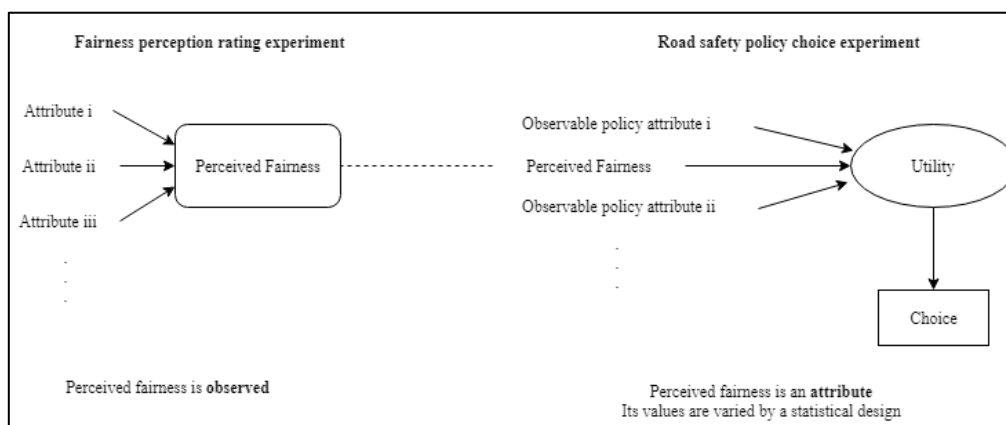 Fairness perception rating experiment
Attribute i
Attribute ii
Attribute iii
.
.
.
Perceived Fairness
Perceived fairness is observed
Road safety policy choice experiment
Observable policy attribute i
Perceived Fairness
Observable policy attribute ii
.
.
.
Utility
Choice
Perceived fairness is an attribute
Its values are varied by a statistical design